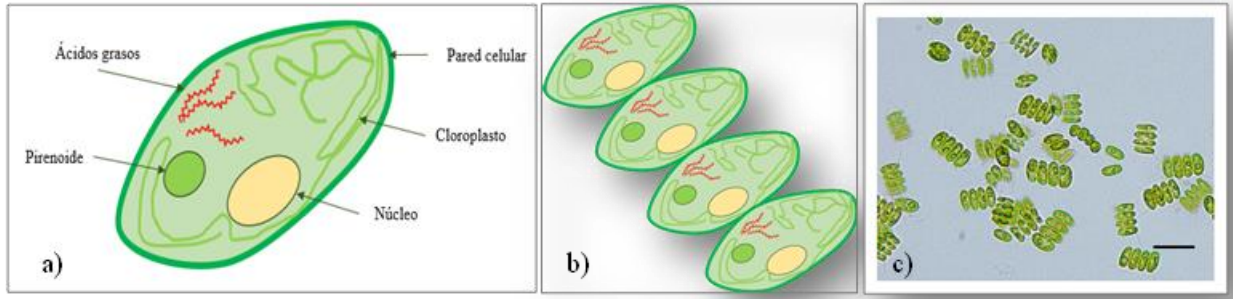 Ácidos grasos
Pared celular
Cloroplasto
Pirenoide
Núcleo
a)
b)
c)